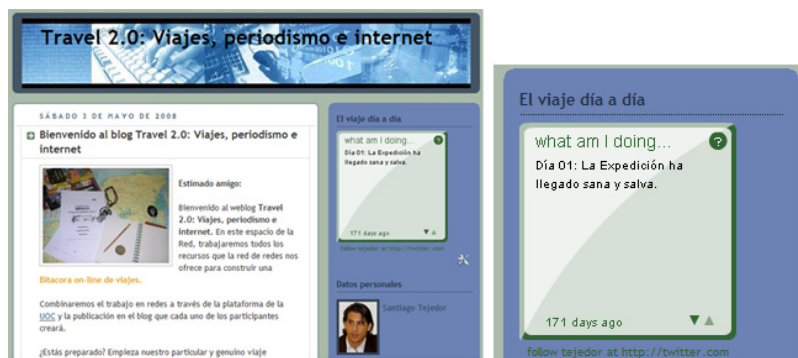 Travel 2.0: Viajes, periodismo e internet
SÁBADO 3 DE MAYO DE 2008
Bienvenido al blog Travel 2.0: Viajes, periodismo e
internet
Estimado amigo:
Bienvenido al weblog Travel
2.0: Viajes, periodismo e
internet. En este espacio de la
Red, trabajaremos todos los
recursos que la red de redes nos
ofrece para construir una
Bitacora on-line de viajes.
Combinaremos el trabajo en redes a través de la plataforma de la
UOC y la publicación en el blog que cada uno de los participantes
creará.
¿Estás preparado? Empieza nuestro particular y genuino viaje
El viaje día a día
what am I doing...
?
Día 01: La Expedición ha
llegado sana y salva.
171 days ago
follow tejedor at http://twitter.com
Datos personales
Santiago Tejedor
El viaje día a día
what am I doing...
?
Día 01: La Expedición ha
llegado sana y salva.
171 days ago
follow tejedor at http://twitter.com